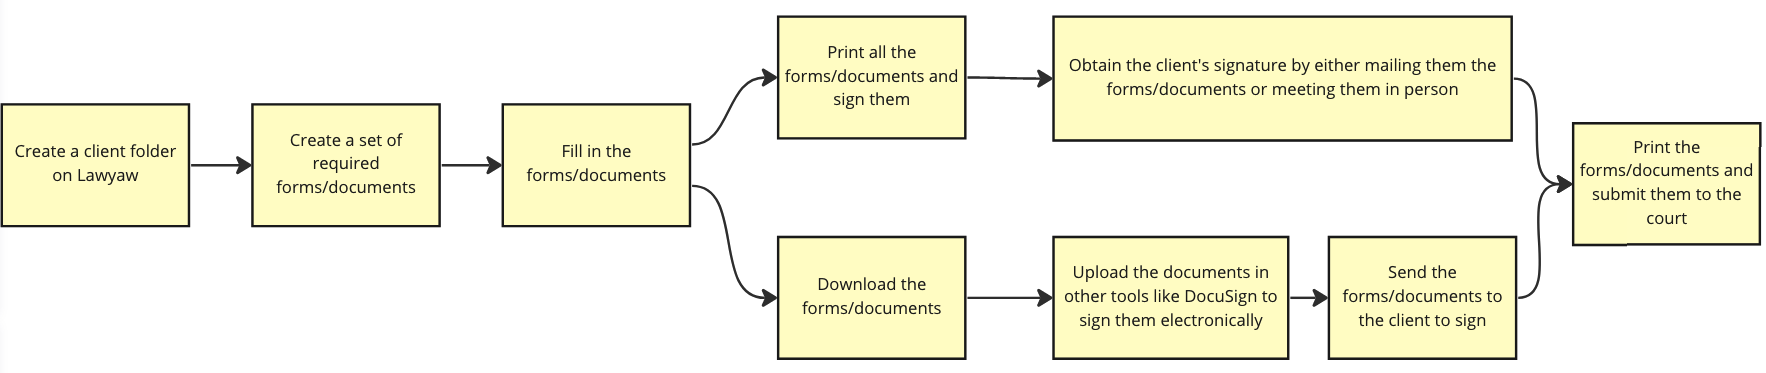 Create a client folder
on Lawyaw
Create a set of
required
forms/documents
Fill in the
forms/documents
Print all the
forms/documents and
sign them
Obtain the client's signature by either mailing them the
forms/documents or meeting them in person
Download the
forms/documents
Upload the documents in
other tools like DocuSign to
sign them electronically
Send the
forms/documents to
the client to sign
Print the
forms/documents and
submit them to the
court